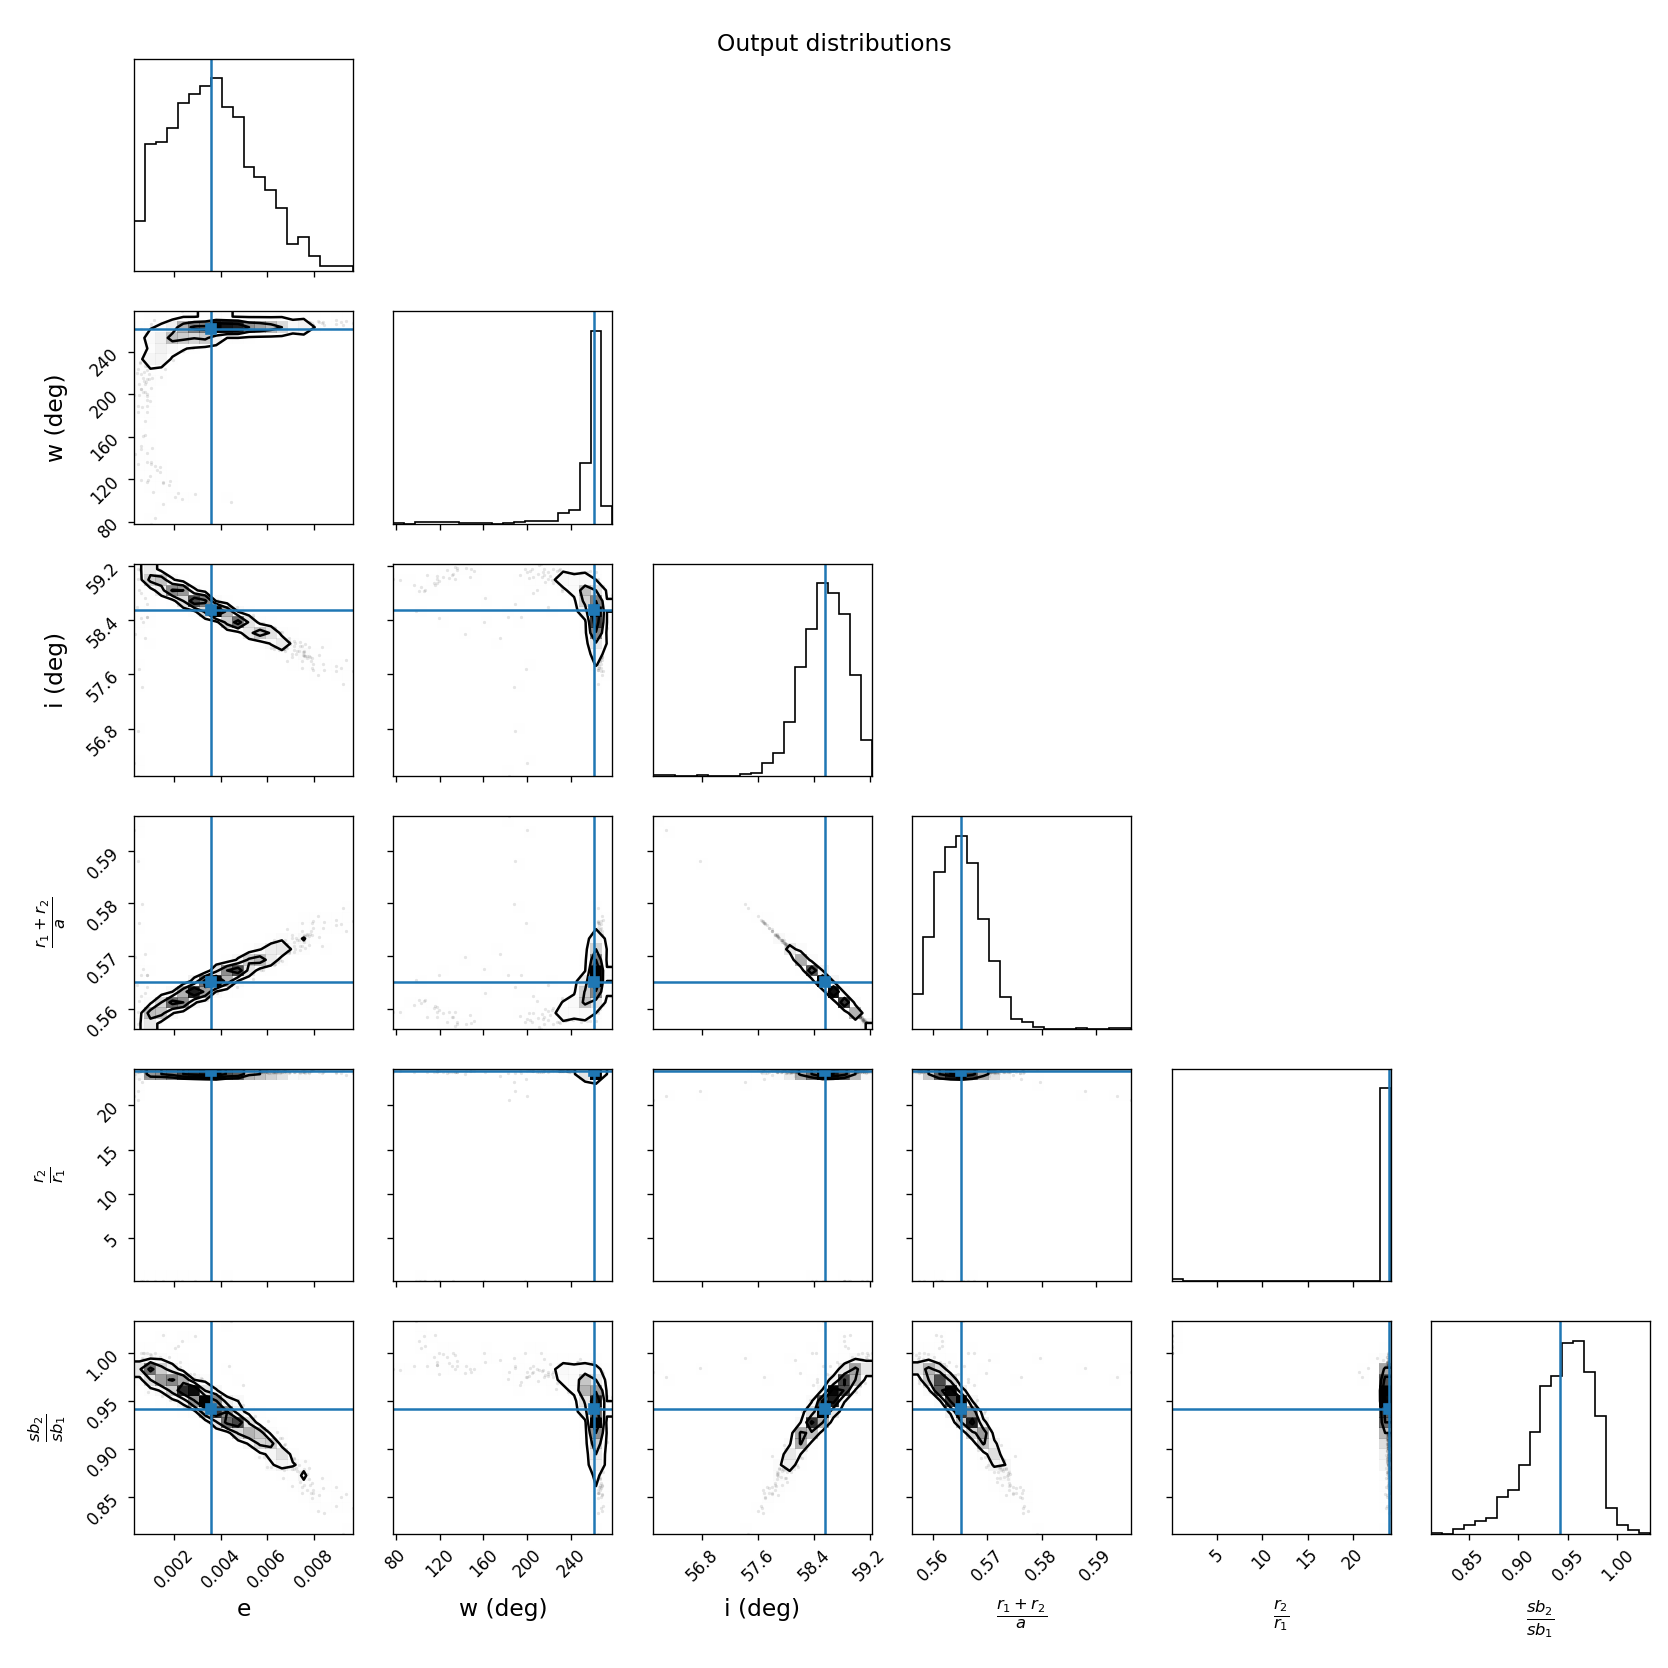 Output distributions
w (deg)
240
200
160
120
80
i (deg)
59.2
58.4
57.6
56.8
r₁ + r₂
a
0.59
0.58
0.57
0.56
r₂
r₁
20
15
10
5
sb₂
sb₁
1.00
0.95
0.90
0.85
0.002 0.004 0.006 0.008 80 120 160 200 240 56.8 57.6 58.4 59.2 0.56 0.57 0.58 0.59 5 10 15 20 0.85 0.90 0.95 1.00
e w (deg) i (deg) r₁ + r₂ r₂ sb₂
a r₁ sb₁